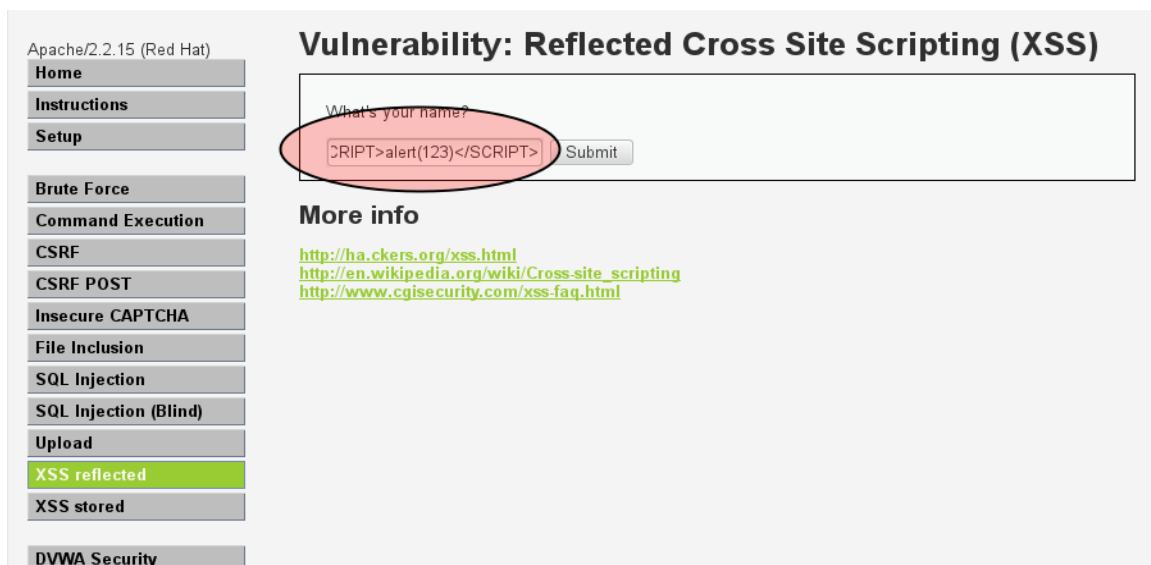 Apache/2.2.15 (Red Hat)
Home
Instructions
Setup
Brute Force
Command Execution
CSRF
CSRF POST
Insecure CAPTCHA
File Inclusion
SQL Injection
SQL Injection (Blind)
Upload
XSS reflected
XSS stored
DVWA Security
Vulnerability: Reflected Cross Site Scripting (XSS)
What's your name?
CRIPT>alert(123)</SCRIPT> Submit
More info
http://ha.ckers.org/xss.html
http://en.wikipedia.org/wiki/Cross-site_scripting
http://www.cgisecurity.com/xss-faq.html